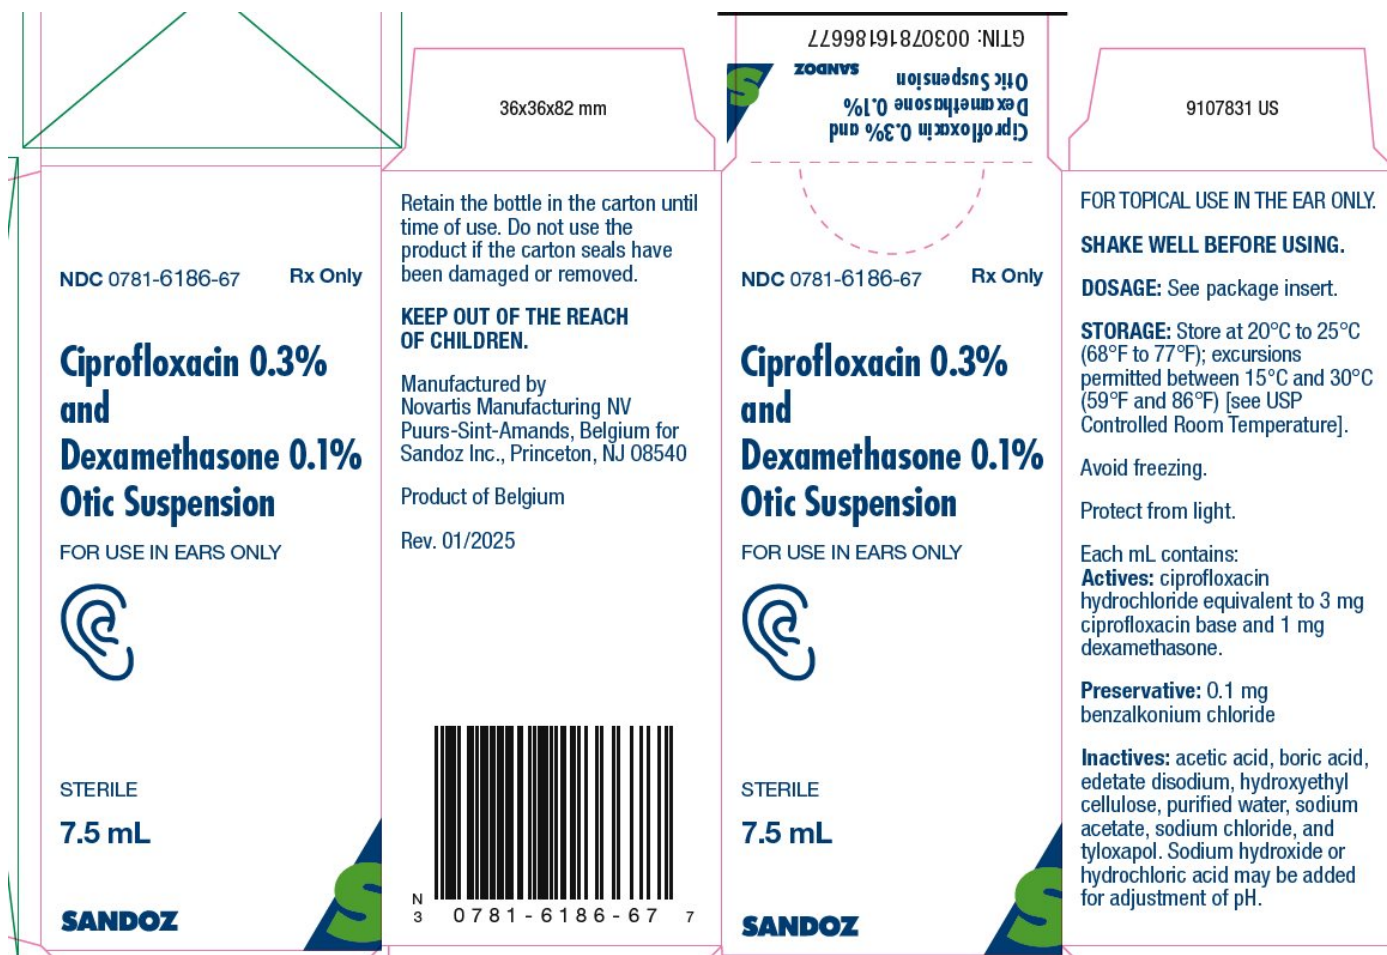 36x36x82 mm
GTIN: 00307816186677
SANDOZ
Ciprofloxacin 0.3% and
Dexamethasone 0.1%
Otic Suspension
9107831 US
NDC 0781-6186-67 Rx Only
Ciprofloxacin 0.3%
and
Dexamethasone 0.1%
Otic Suspension
FOR USE IN EARS ONLY
STERILE
7.5 mL
SANDOZ
S
Retain the bottle in the carton until
time of use. Do not use the
product if the carton seals have
been damaged or removed.
KEEP OUT OF THE REACH
OF CHILDREN.
Manufactured by
Novartis Manufacturing NV
Puurs-Sint-Amands, Belgium for
Sandoz Inc., Princeton, NJ 08540
Product of Belgium
Rev. 01/2025
N
3 0781-6186-67 7
NDC 0781-6186-67 Rx Only
Ciprofloxacin 0.3%
and
Dexamethasone 0.1%
Otic Suspension
FOR USE IN EARS ONLY
STERILE
7.5 mL
SANDOZ
S
FOR TOPICAL USE IN THE EAR ONLY.
SHAKE WELL BEFORE USING.
DOSAGE: See package insert.
STORAGE: Store at 20°C to 25°C
(68°F to 77°F); excursions
permitted between 15°C and 30°C
(59°F and 86°F) [see USP
Controlled Room Temperature].
Avoid freezing.
Protect from light.
Each mL contains:
Actives: ciprofloxacin
hydrochloride equivalent to 3 mg
ciprofloxacin base and 1 mg
dexamethasone.
Preservative: 0.1 mg
benzalkonium chloride
Inactives: acetic acid, boric acid,
edetate disodium, hydroxyethyl
cellulose, purified water, sodium
acetate, sodium chloride, and
tyloxapol. Sodium hydroxide or
hydrochloric acid may be added
for adjustment of pH.